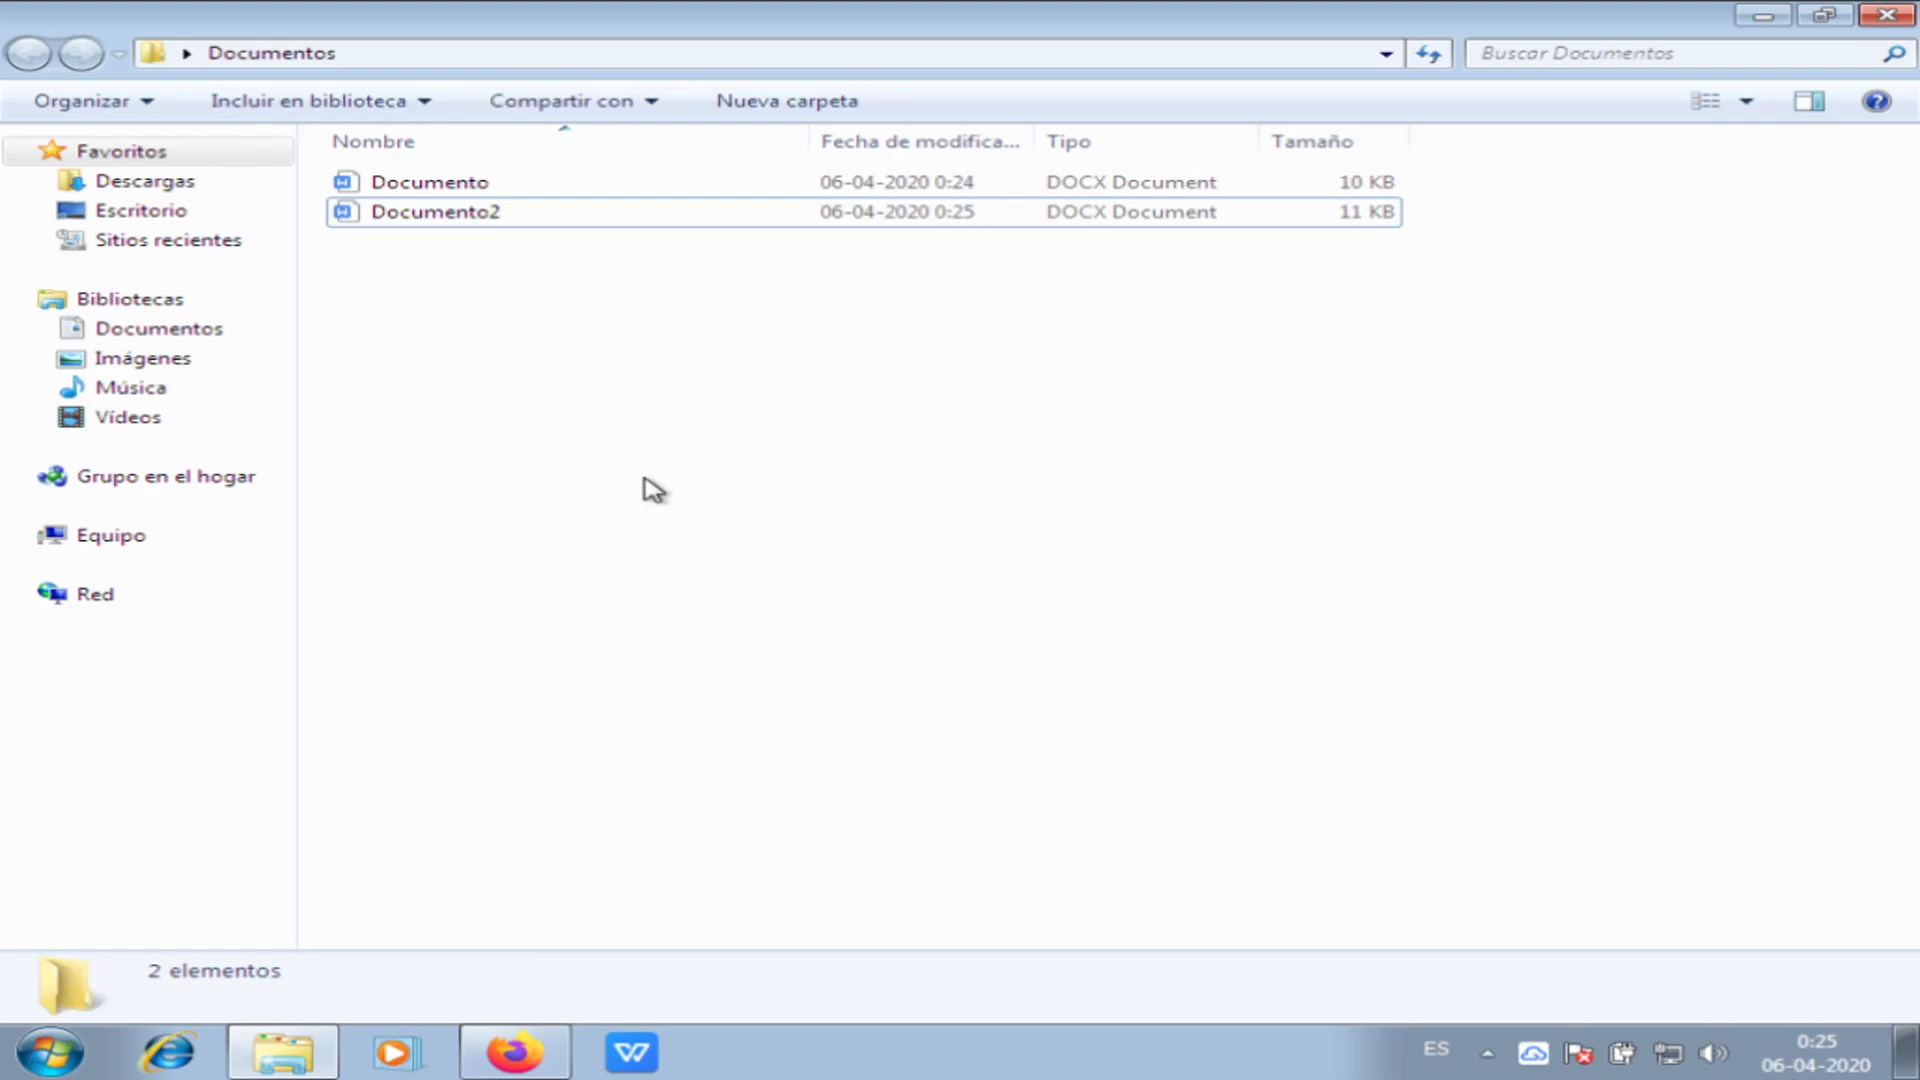 Documentos
Buscar Documentos
Organizar
Incluir en biblioteca
Compartir con
Nueva carpeta
Favoritos
Descargas
Escritorio
Sitios recientes
Bibliotecas
Documentos
Imágenes
Música
Vídeos
Grupo en el hogar
Equipo
Red
Nombre Fecha de modifica... Tipo Tamaño
Documento 06-04-2020 0:24 DOCX Document 10 KB
Documento2 06-04-2020 0:25 DOCX Document 11 KB
2 elementos
ES
0:25
06-04-2020